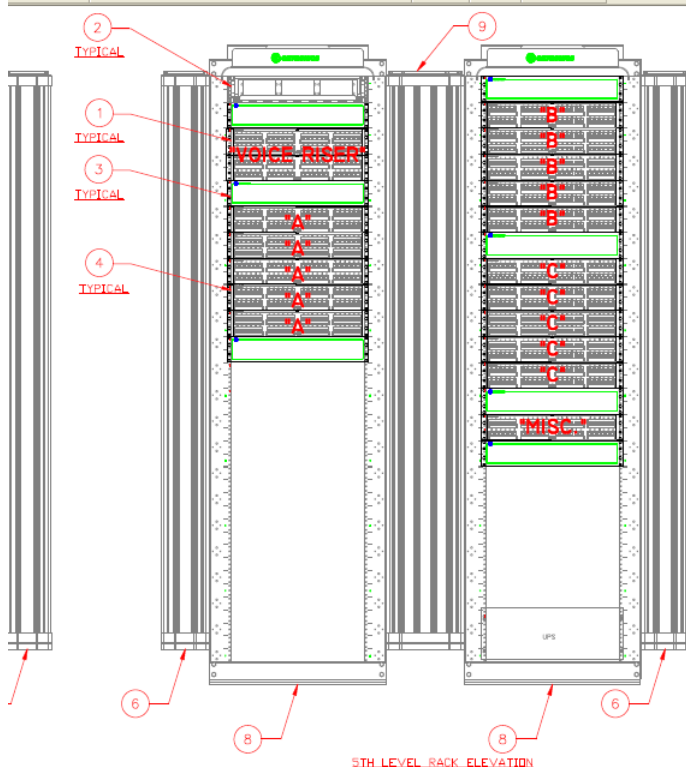 2
TYPICAL
9
1
TYPICAL
"VOICE RISER"
3
TYPICAL
4
TYPICAL
"A"
"A"
"A"
"A"
"A"
"B"
"B"
"B"
"B"
"B"
"C"
"C"
"C"
"C"
"C"
"MISC."
UPS
6
8
8
6
5TH LEVEL RACK ELEVATION